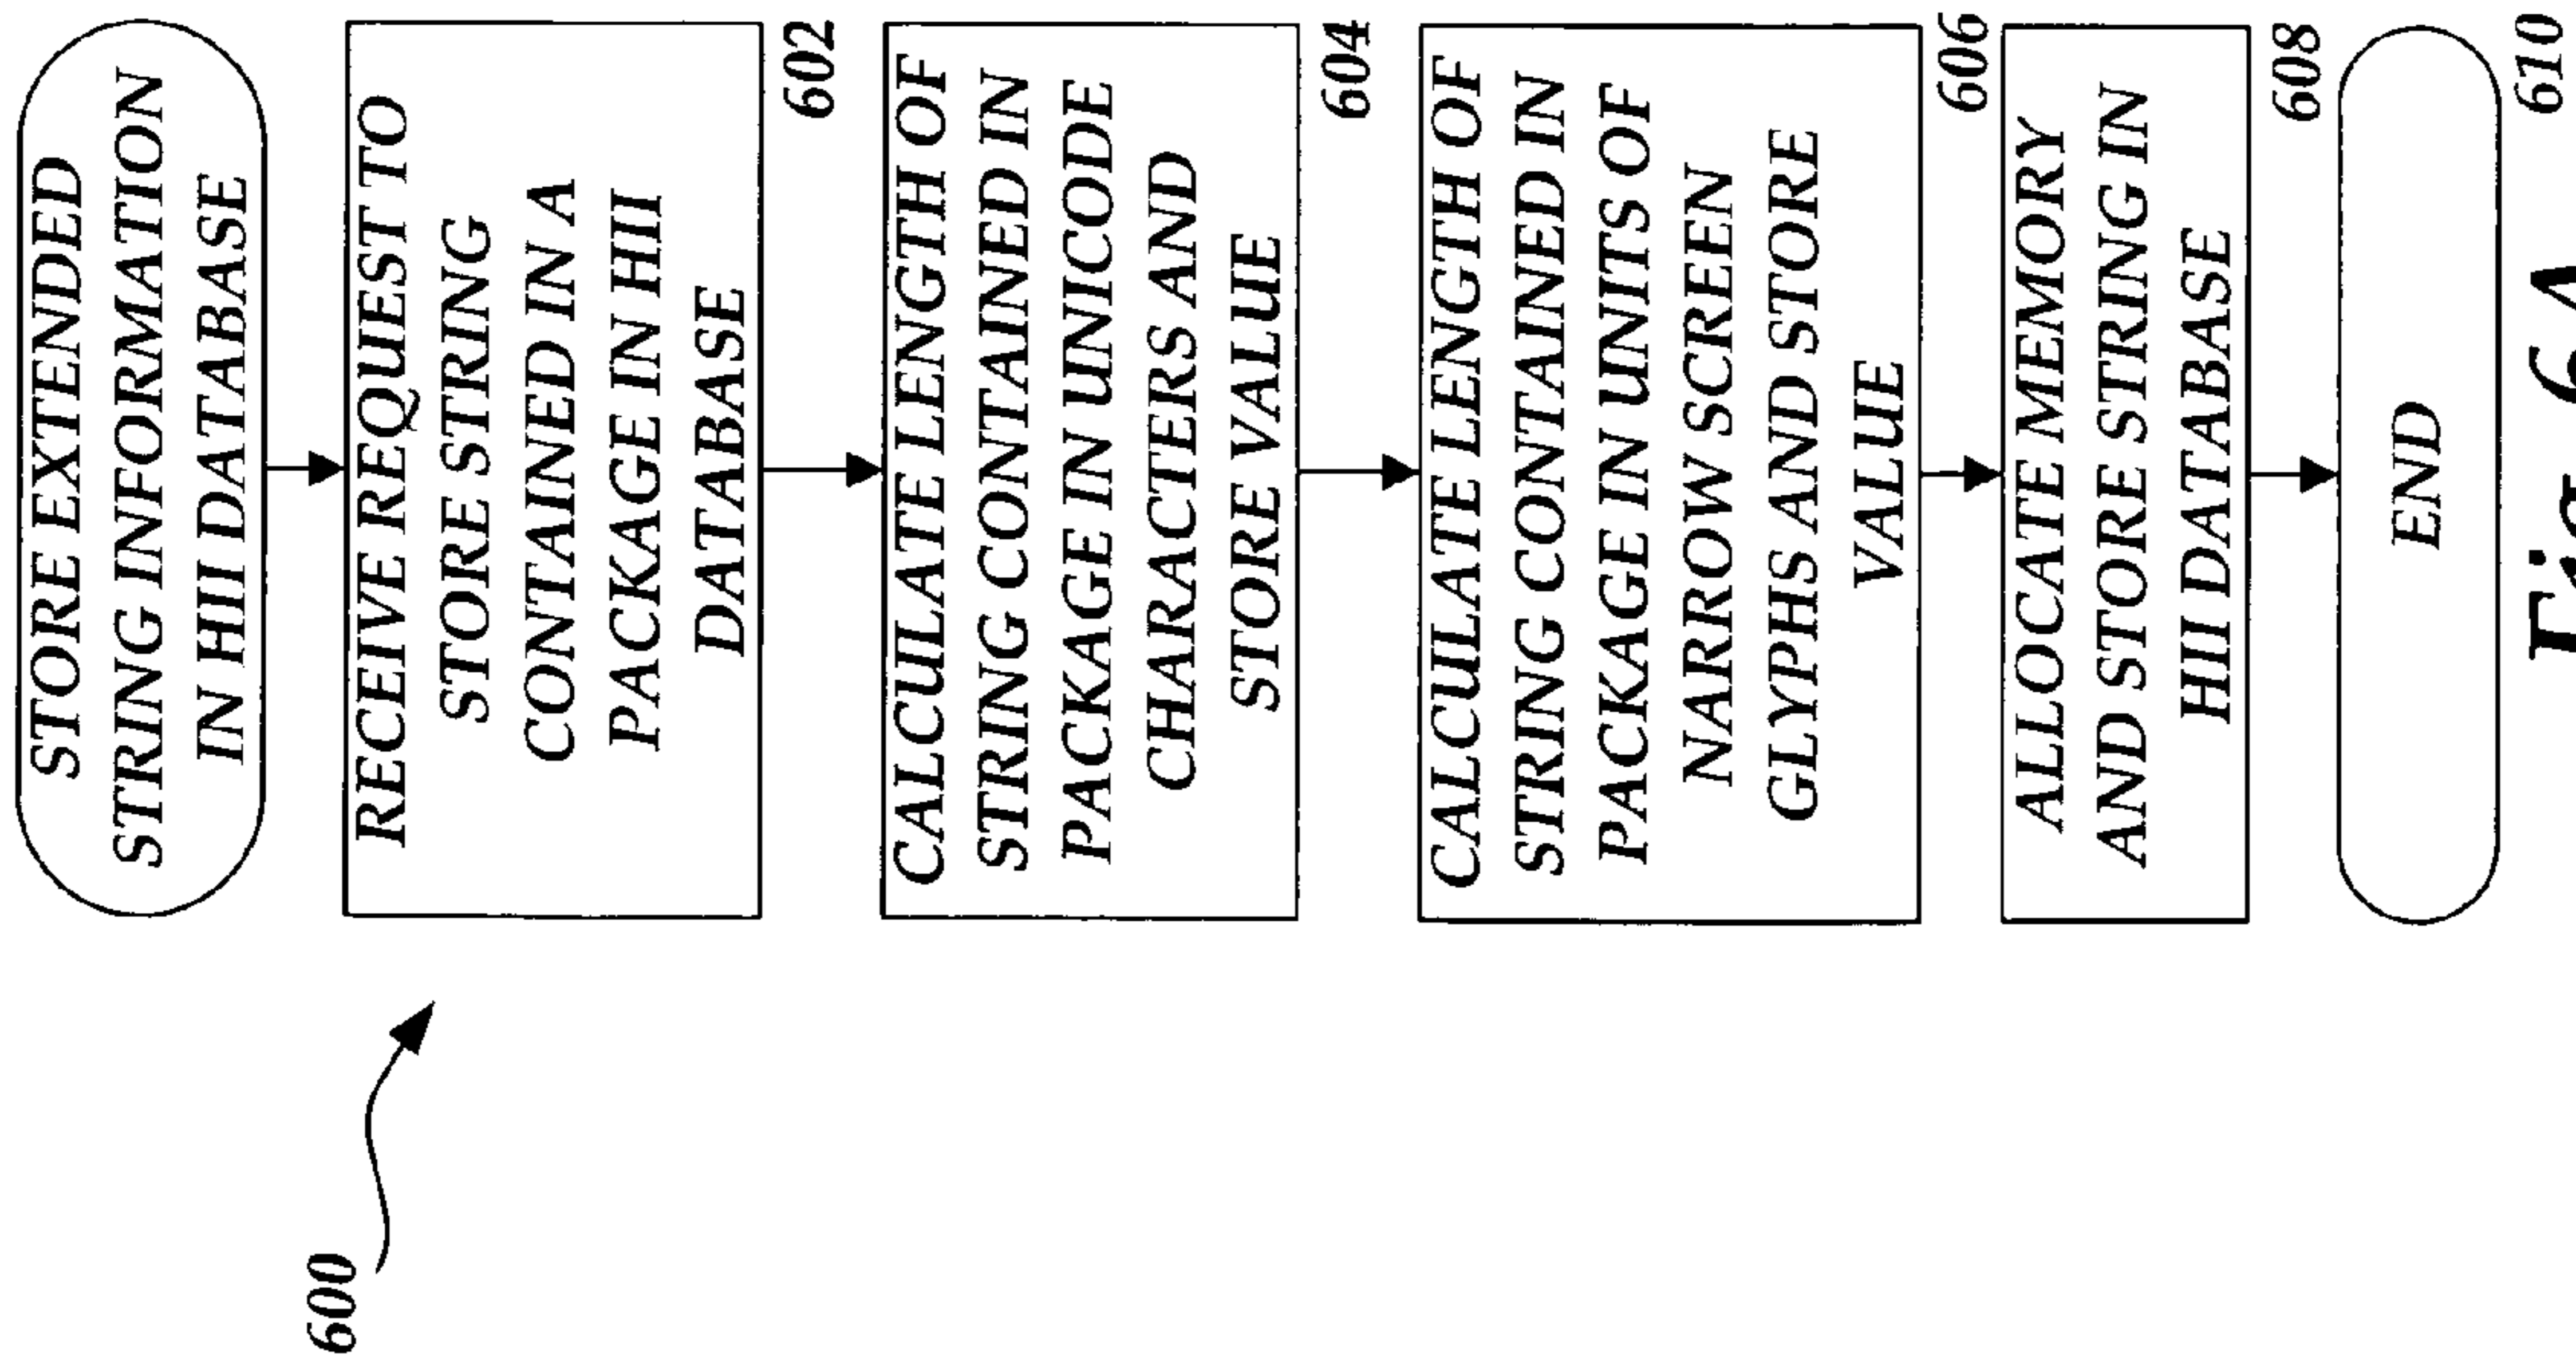 STORE EXTENDED
STRING INFORMATION
IN HII DATABASE
600
RECEIVE REQUEST TO
STORE STRING
CONTAINED IN A
PACKAGE IN HII
DATABASE
602
CALCULATE LENGTH OF
STRING CONTAINED IN
PACKAGE IN UNICODE
CHARACTERS AND
STORE VALUE
604
CALCULATE LENGTH OF
STRING CONTAINED IN
PACKAGE IN UNITS OF
NARROW SCREEN
GLYPHS AND STORE
VALUE
606
ALLOCATE MEMORY
AND STORE STRING IN
HII DATABASE
608
END
610
Fig. 6A